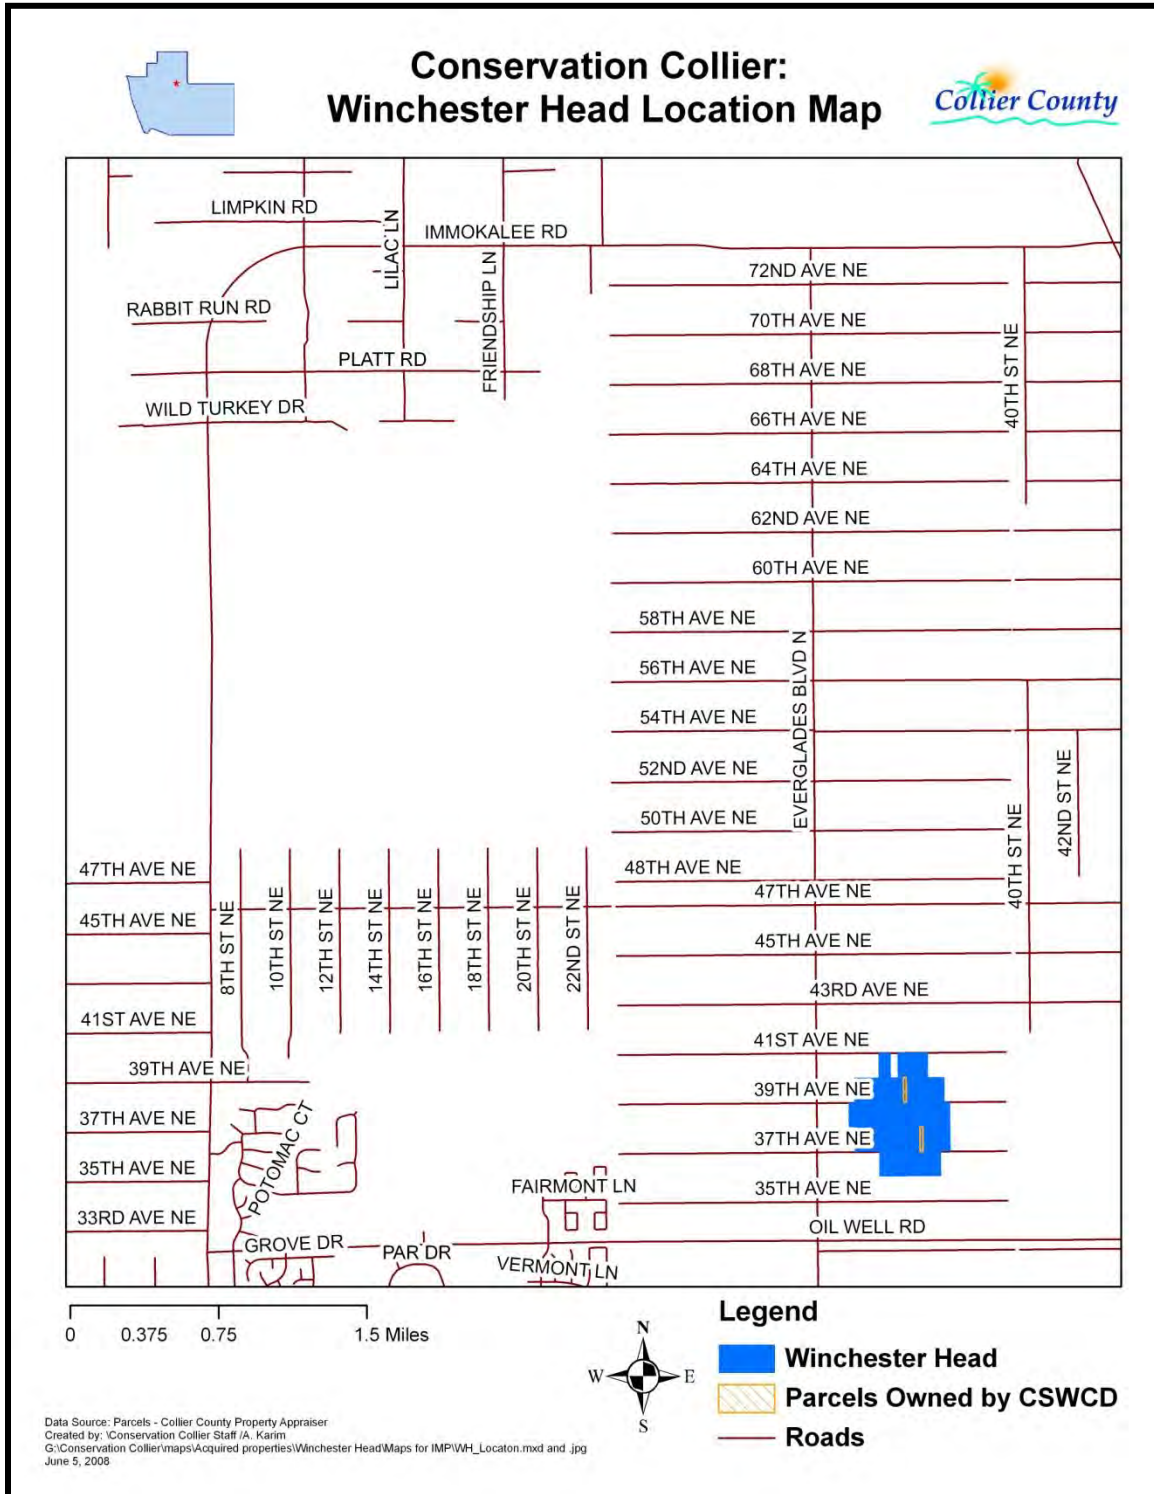 Conservation Collier:
Winchester Head Location Map
Collier County
LIMPKIN RD
LILAC LN
IMMOKALEE RD
FRIENDSHIP LN
72ND AVE NE
RABBIT RUN RD
70TH AVE NE
40TH ST NE
PLATT RD
68TH AVE NE
WILD TURKEY DR
66TH AVE NE
64TH AVE NE
62ND AVE NE
60TH AVE NE
58TH AVE NE
EVERGLADES BLVD N
56TH AVE NE
54TH AVE NE
52ND AVE NE
42ND ST NE
50TH AVE NE
40TH ST NE
47TH AVE NE
48TH AVE NE
47TH AVE NE
45TH AVE NE
8TH ST NE
10TH ST NE
12TH ST NE
14TH ST NE
16TH ST NE
18TH ST NE
20TH ST NE
22ND ST NE
45TH AVE NE
43RD AVE NE
41ST AVE NE
41ST AVE NE
39TH AVE NE
39TH AVE NE
37TH AVE NE
POTOMAC CT
37TH AVE NE
35TH AVE NE
FAIRMONT LN
35TH AVE NE
33RD AVE NE
OIL WELL RD
GROVE DR
PAR DR
VERMONT LN
0 0.375 0.75 1.5 Miles
N
W E
S
Legend
Winchester Head
Parcels Owned by CSWCD
Roads
Data Source: Parcels - Collier County Property Appraiser
Created by: \Conservation Collier Staff /A. Karim
G:\Conservation Collier\maps\Acquired properties\Winchester Head\Maps for IMP\WH_Locaton.mxd and .jpg
June 5, 2008